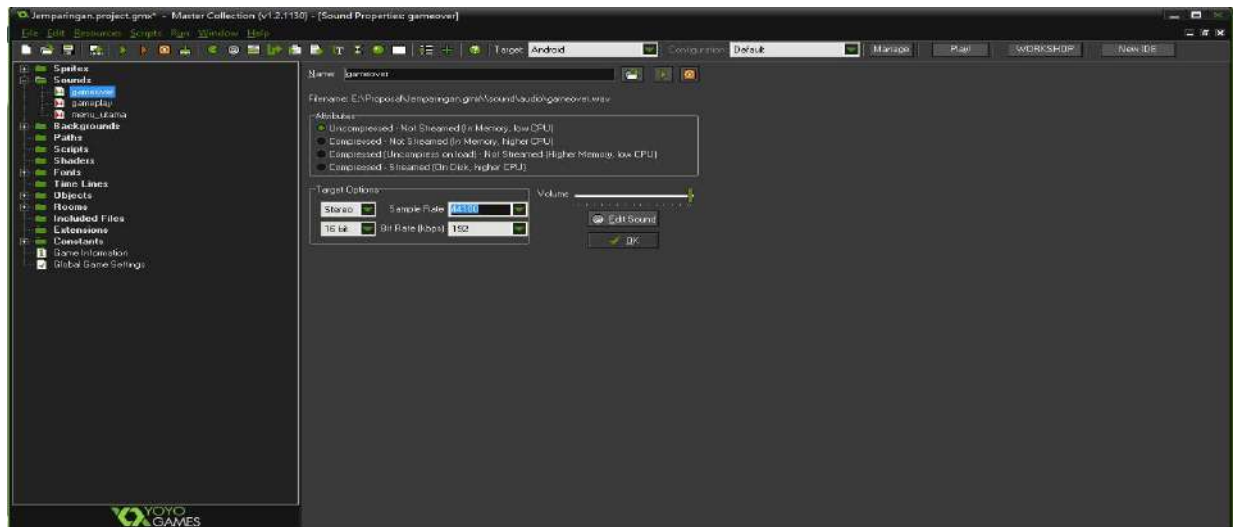 Jemparingan.project.gmx* - Master Collection (v1.2.1130) - [Sound Properties: gameover]
File Edit Resources Scripts Run Window Help
Target: Android Configuration: Default Manage Play! WORKSHOP New IDE
Sprites
Sounds
gameover
gameplay
menu_utama
Backgrounds
Paths
Scripts
Shaders
Fonts
Time Lines
Objects
Rooms
Included Files
Extensions
Constants
Game Information
Global Game Settings
Name: gameover
Filename: E:\Proposal\Jemparingan.gmx\sound\audio\gameover.wav
Attributes
Uncompressed - Not Streamed (In Memory, low CPU)
Compressed - Not Streamed (In Memory, higher CPU)
Compressed (Uncompress on load) - Not Streamed (Higher Memory, low CPU)
Compressed - Streamed (On Disk, higher CPU)
Target Options
Stereo Sample Rate 44100
16 bit Bit Rate (kbps) 192
Volume
Edit Sound
OK
YOYO
GAMES